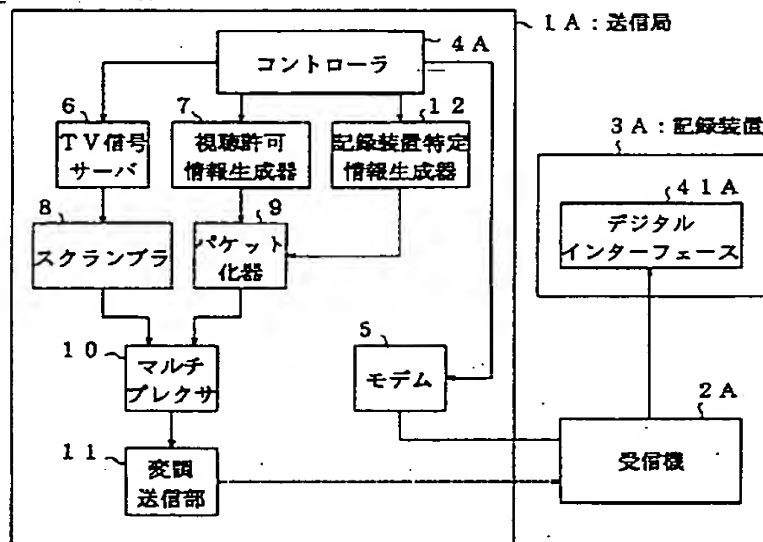 1A：送信局
4A
コントローラ
6
7
12
TV信号
サーバ
視聴許可
情報生成器
記録装置特定
情報生成器
3A：記録装置
41A
デジタル
インターフェース
8
9
スクランブラ
パケット
化器
10
マルチ
プレクサ
5
モデム
2A
受信機
11
変調
送信部